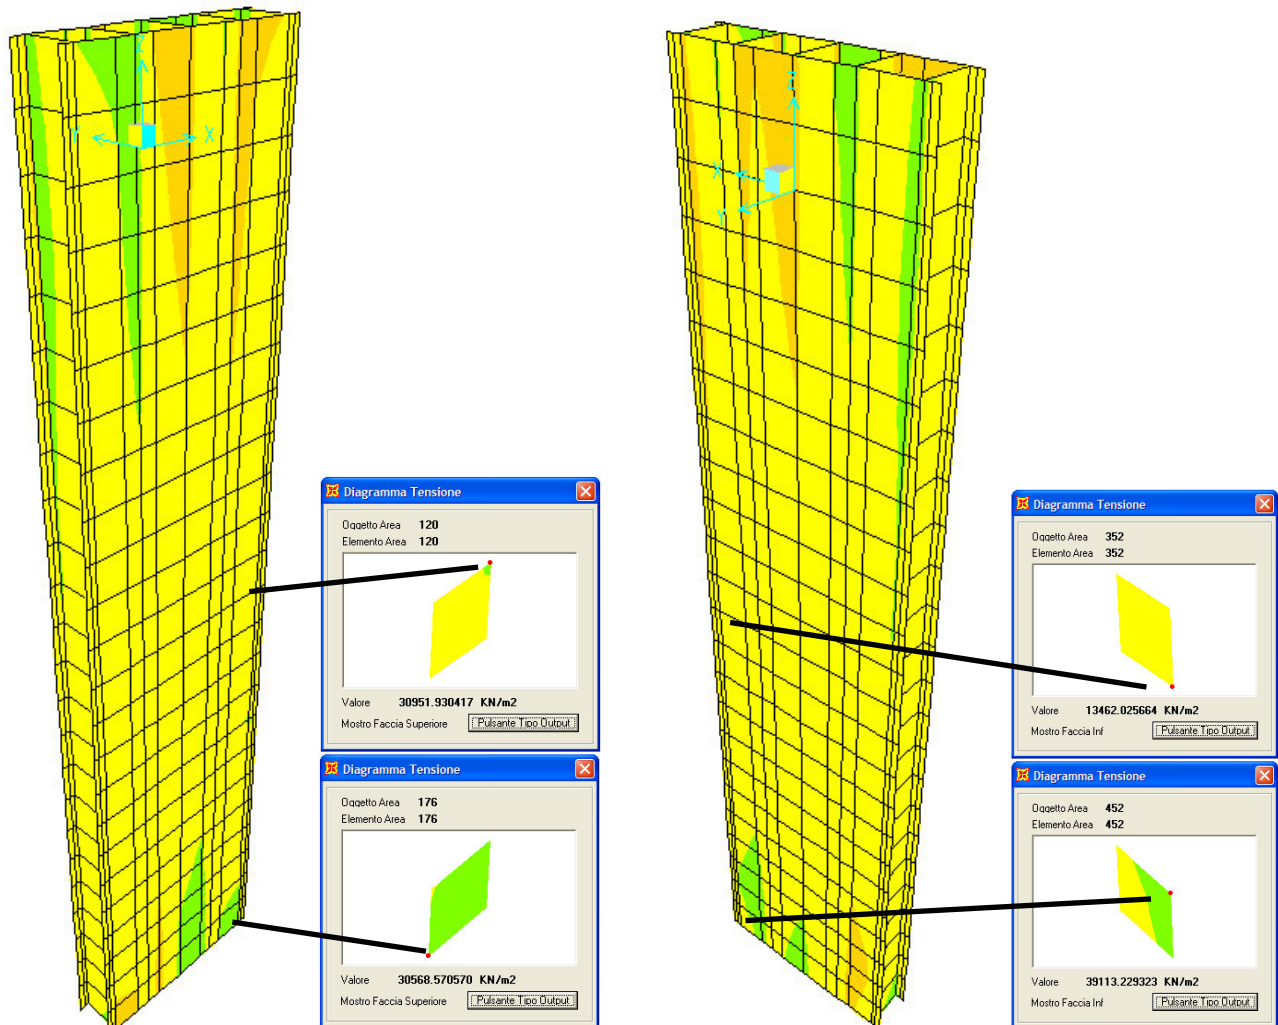 Z
Y
X
Z
X
Y
Diagramma Tensione
Oggetto Area 120
Elemento Area 120
Valore 30951.930417 KN/m2
Mostro Faccia Superiore Pulsante Tipo Output
Diagramma Tensione
Oggetto Area 176
Elemento Area 176
Valore 30568.570570 KN/m2
Mostro Faccia Superiore Pulsante Tipo Output
Diagramma Tensione
Oggetto Area 352
Elemento Area 352
Valore 13462.025664 KN/m2
Mostro Faccia Inf Pulsante Tipo Output
Diagramma Tensione
Oggetto Area 452
Elemento Area 452
Valore 39113.229323 KN/m2
Mostro Faccia Inf Pulsante Tipo Output